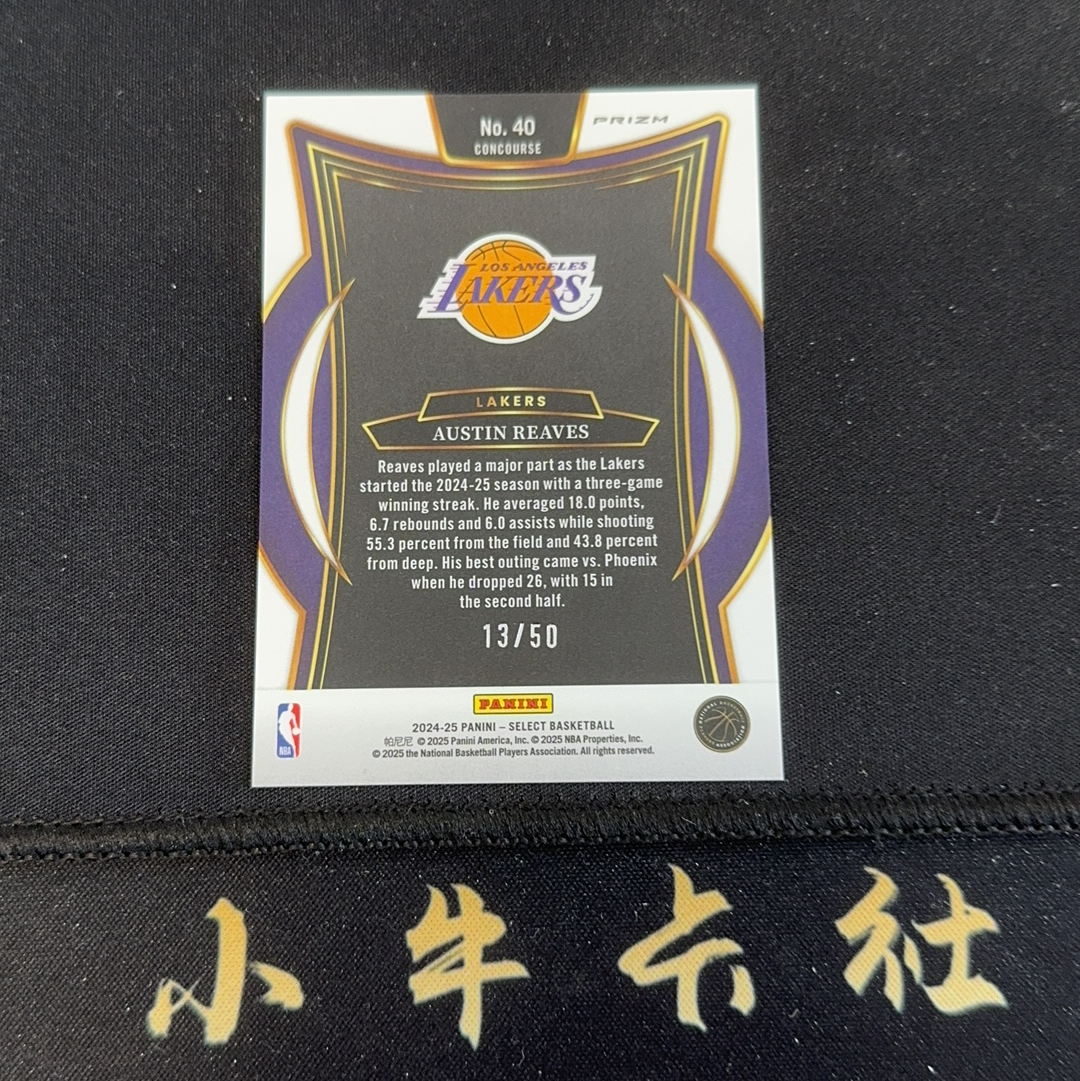 No. 40
PRIZM
CONCOURSE
LOS ANGELES
LAKERS
LAKERS
AUSTIN REAVES
Reaves played a major part as the Lakers
started the 2024-25 season with a three-game
winning streak. He averaged 18.0 points,
6.7 rebounds and 6.0 assists while shooting
55.3 percent from the field and 43.8 percent
from deep. His best outing came vs. Phoenix
when he dropped 26, with 15 in
the second half.
13/50
PANINI
2024-25 PANINI – SELECT BASKETBALL
帕尼尼 © 2025 Panini America, Inc. © 2025 NBA Properties, Inc.
© 2025 the National Basketball Players Association. All rights reserved.
NBA
小牛卡社